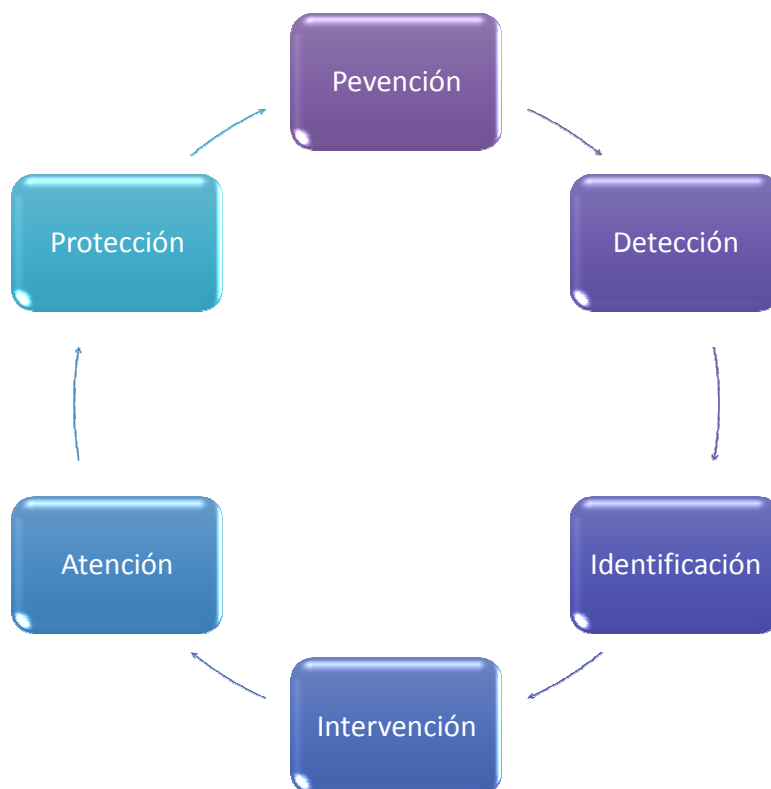 Pevención
Detección
Identificación
Intervención
Atención
Protección